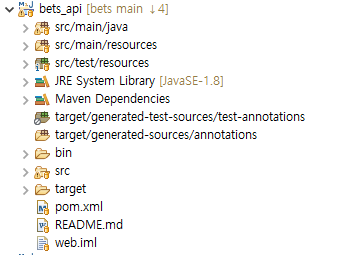 bets_api [bets main ↓4]
src/main/java
src/main/resources
src/test/resources
JRE System Library [JavaSE-1.8]
Maven Dependencies
target/generated-test-sources/test-annotations
target/generated-sources/annotations
bin
src
target
pom.xml
README.md
web.iml